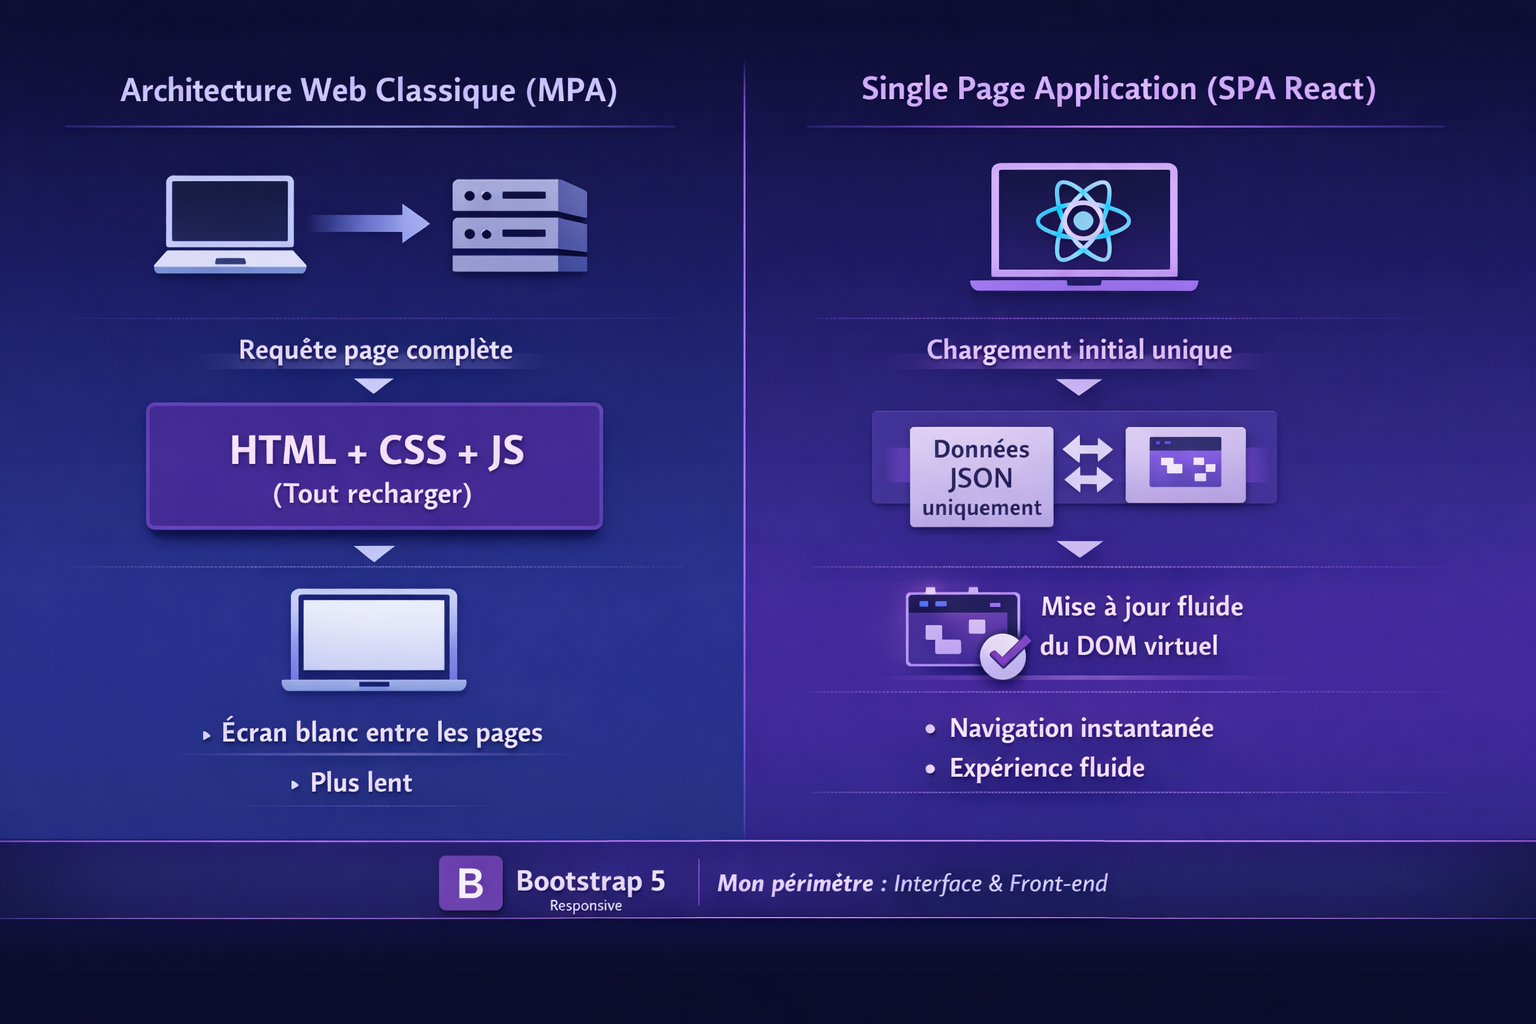 Architecture Web Classique (MPA)
Requête page complète
HTML + CSS + JS
(Tout recharger)
Écran blanc entre les pages
Plus lent
Single Page Application (SPA React)
Chargement initial unique
Données
JSON
uniquement
Mise à jour fluide
du DOM virtuel
Navigation instantanée
Expérience fluide
B
Bootstrap 5
Responsive
Mon périmètre : Interface & Front-end